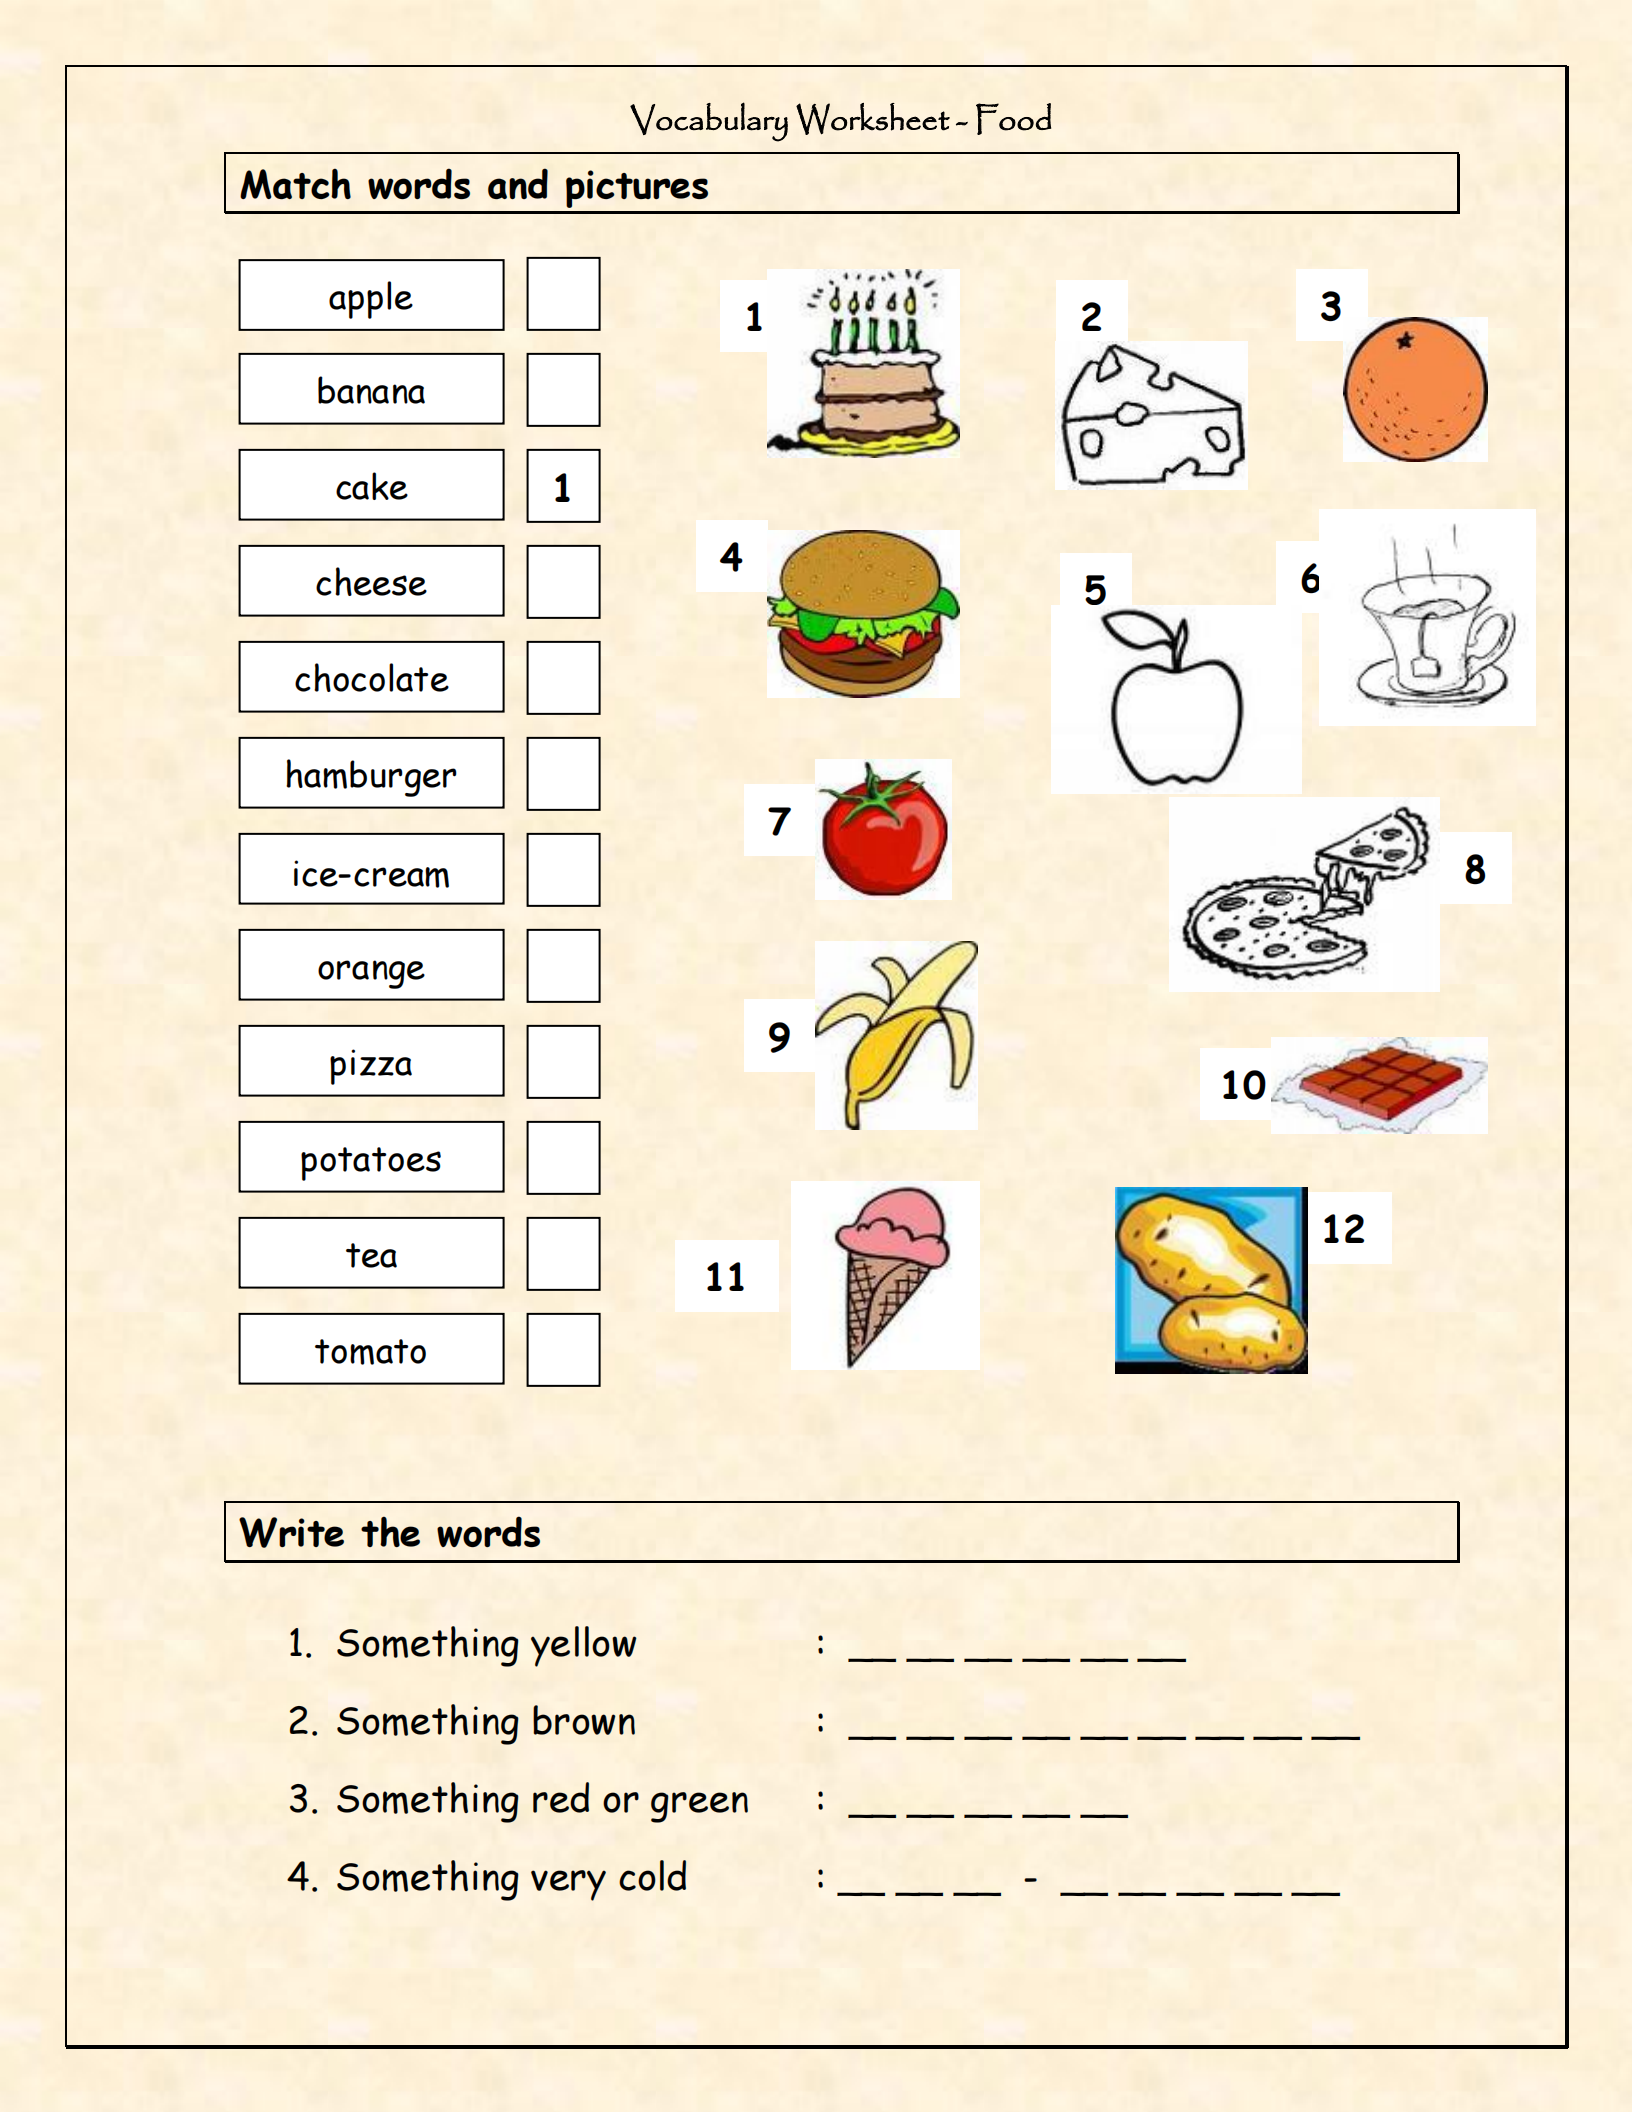 Vocabulary Worksheet - Food
Match words and pictures
apple
banana
cake 1
cheese
chocolate
hamburger
ice-cream
orange
pizza
potatoes
tea
tomato
1
2
3
4
5
6
7
8
9
10
11
12
Write the words
1. Something yellow : __ __ __ __ __ __
2. Something brown : __ __ __ __ __ __ __ __ __
3. Something red or green : __ __ __ __ __
4. Something very cold : __ __ __ - __ __ __ __ __